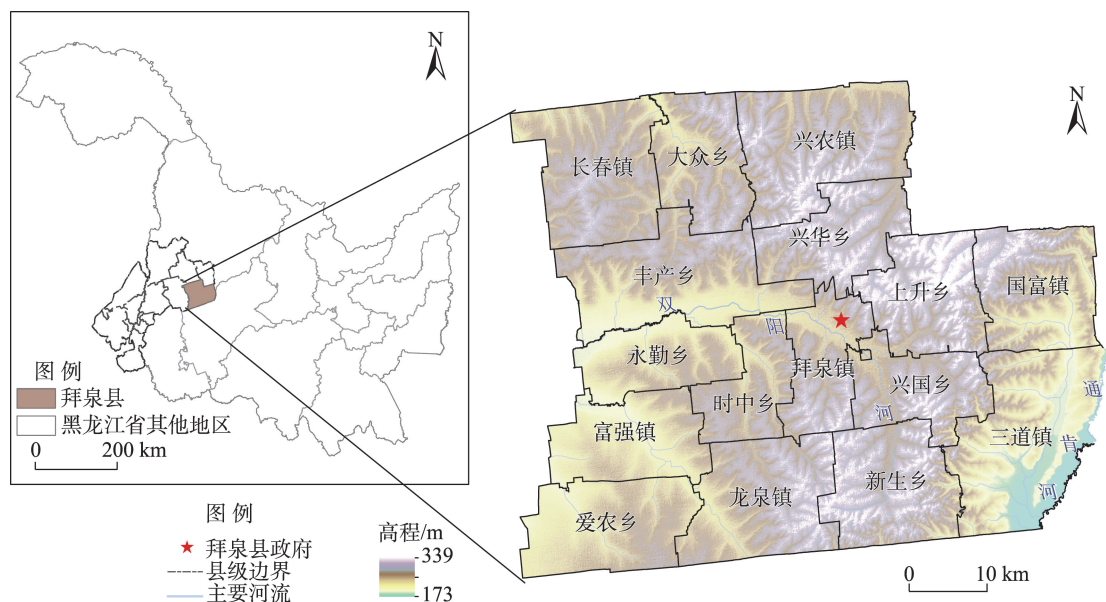 N
图 例
拜泉县
黑龙江省其他地区
0 200 km
N
长春镇
大众乡
兴农镇
兴华乡
丰产乡
上升乡
国富镇
双
阳
河
永勤乡
拜泉镇
兴国乡
时中乡
富强镇
三道镇
通
肯
河
龙泉镇
新生乡
爱农乡
图 例
拜泉县政府
县级边界
主要河流
高程/m
339
173
0 10 km